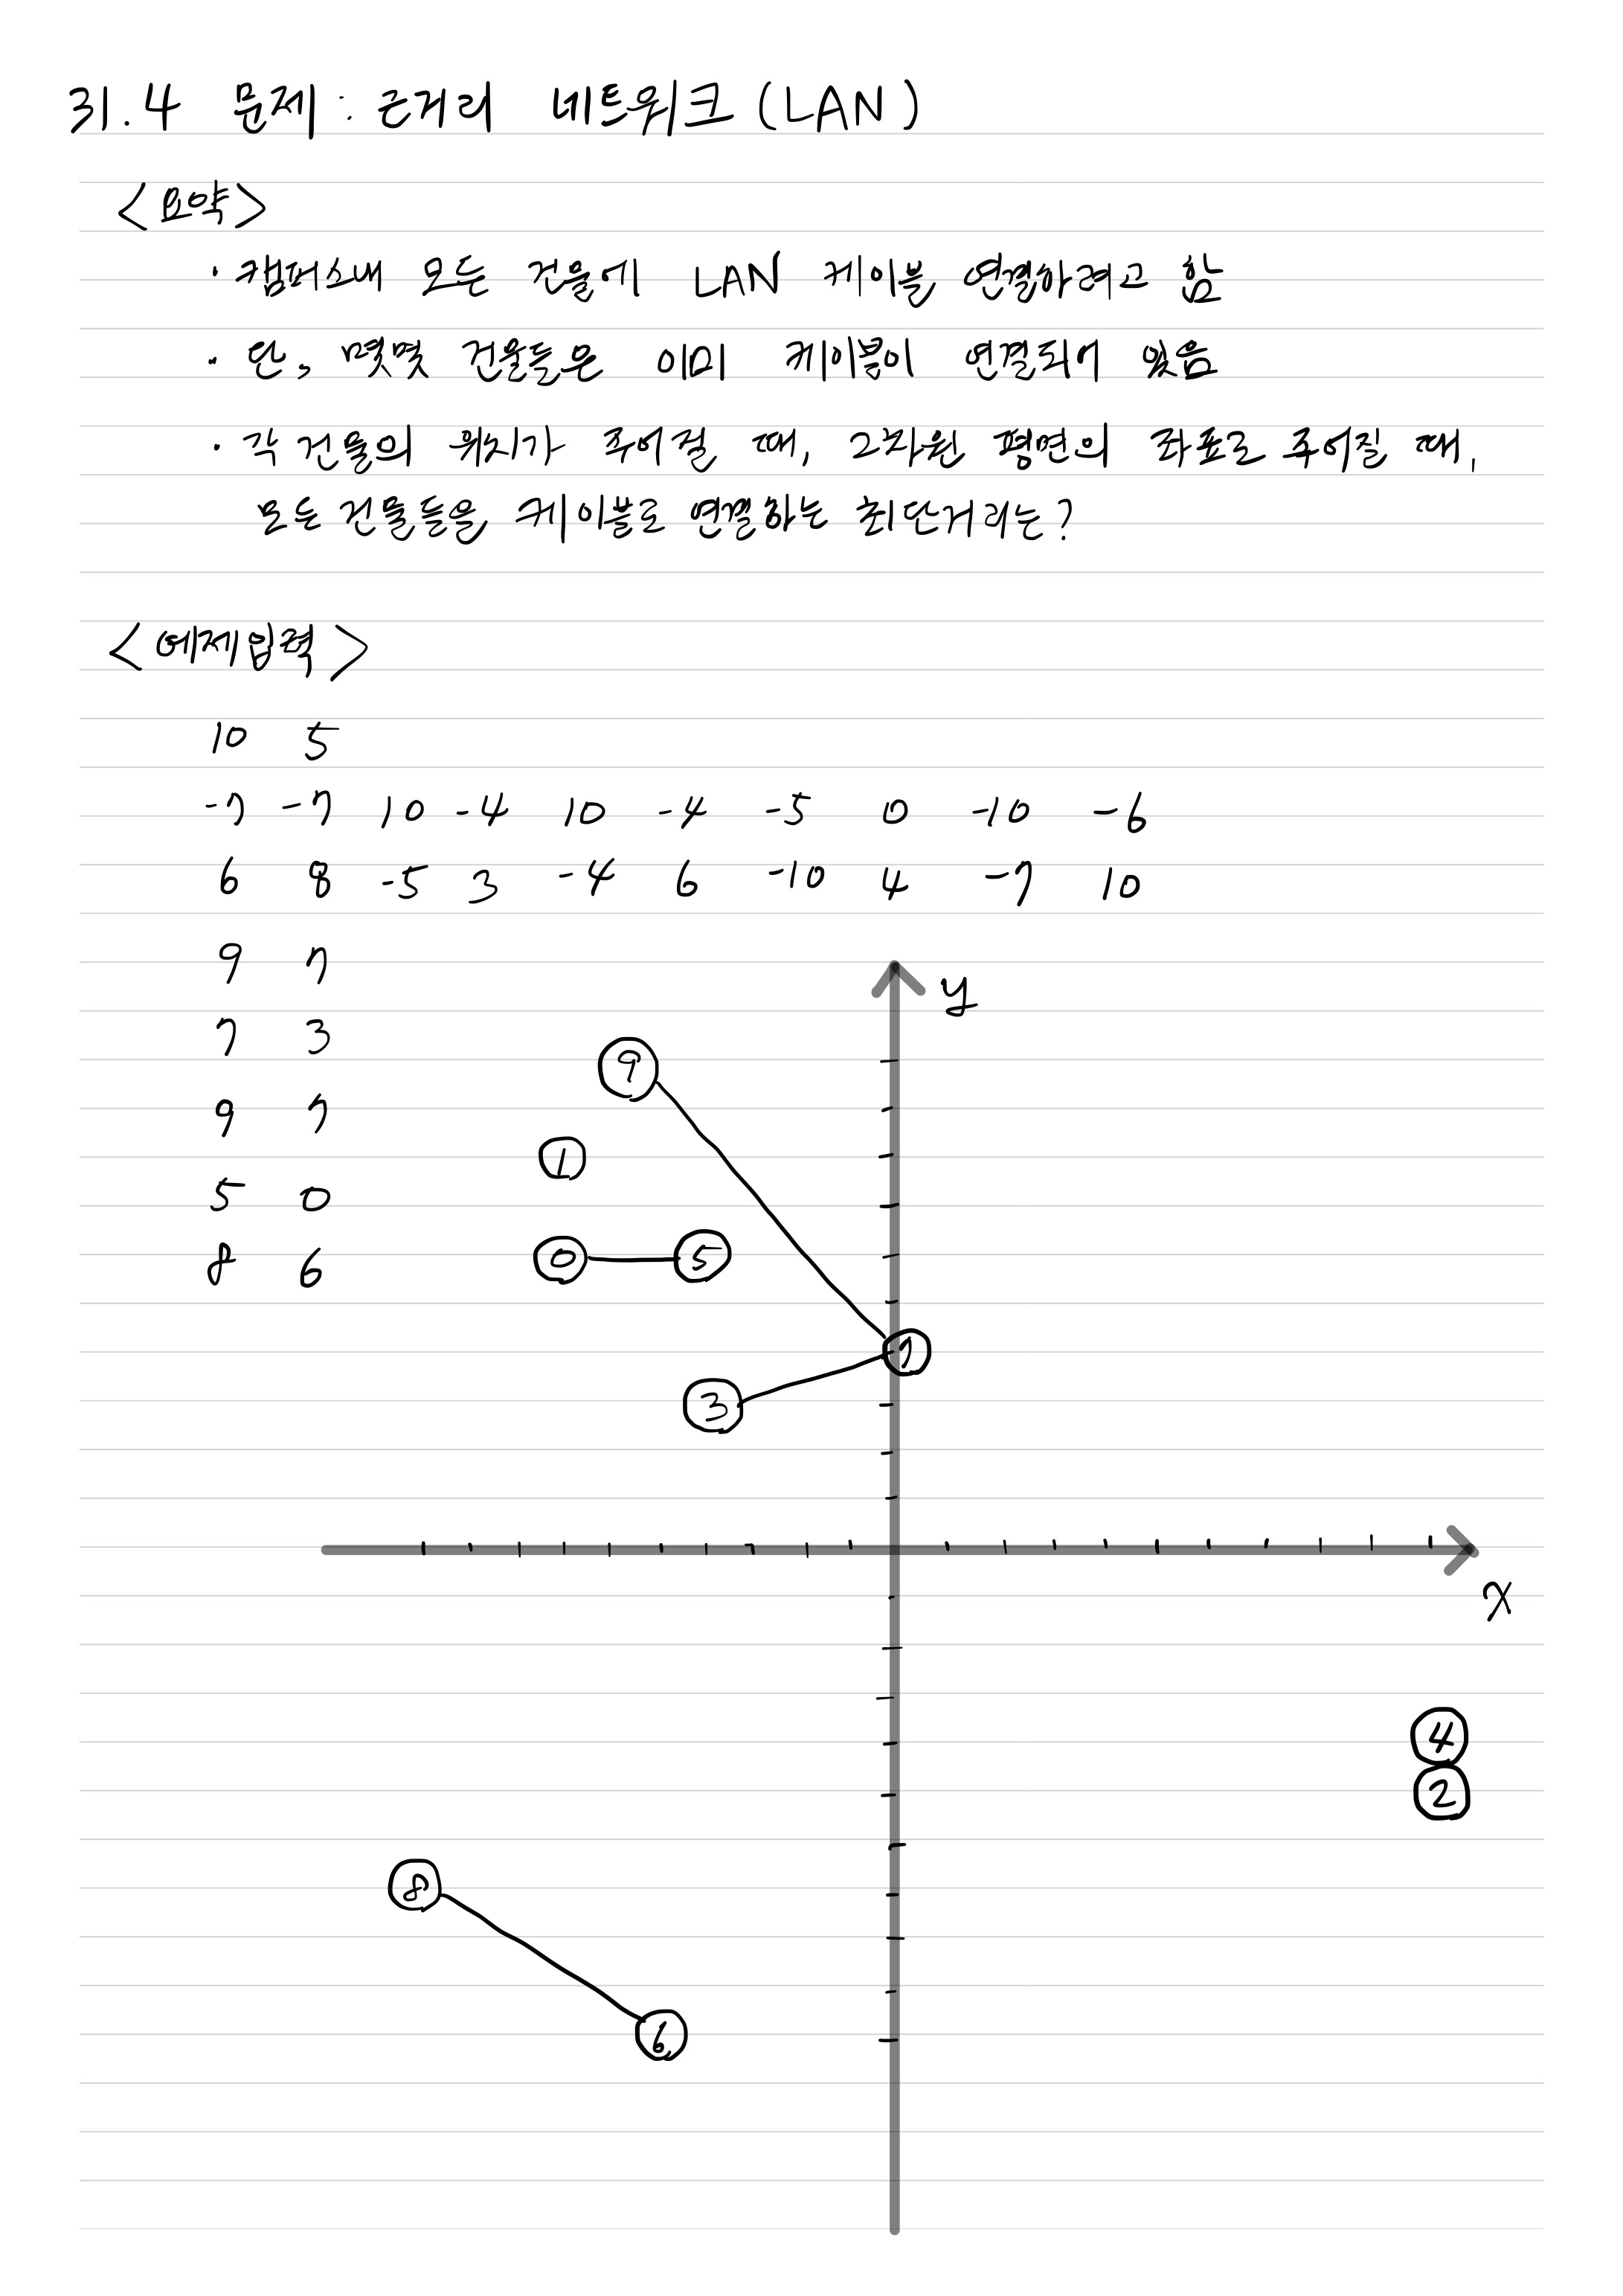 31.4 문제 : 근거리 네트워크 (LAN)
<요약>
· 캠퍼스내 모든 건물에 LAN 케이블 연결하려고 함
· 단, 몇몇 건물들은 이미 케이블이 연결되어 있음
· 각 건물의 위치가 주어질 때, 2차원 평면의 좌표로 주어질 때,
모든 건물들을 케이블로 연결하는 최단거리는?
<예제입력>
10 5
-7 -7 10 -4 10 -4 -5 0 -10 -6
6 8 -5 3 -4 6 -10 4 -7 10
9 7
7 3
9 7
5 0
8 6
y
9
1
0 5
7
3
x
4
2
8
6